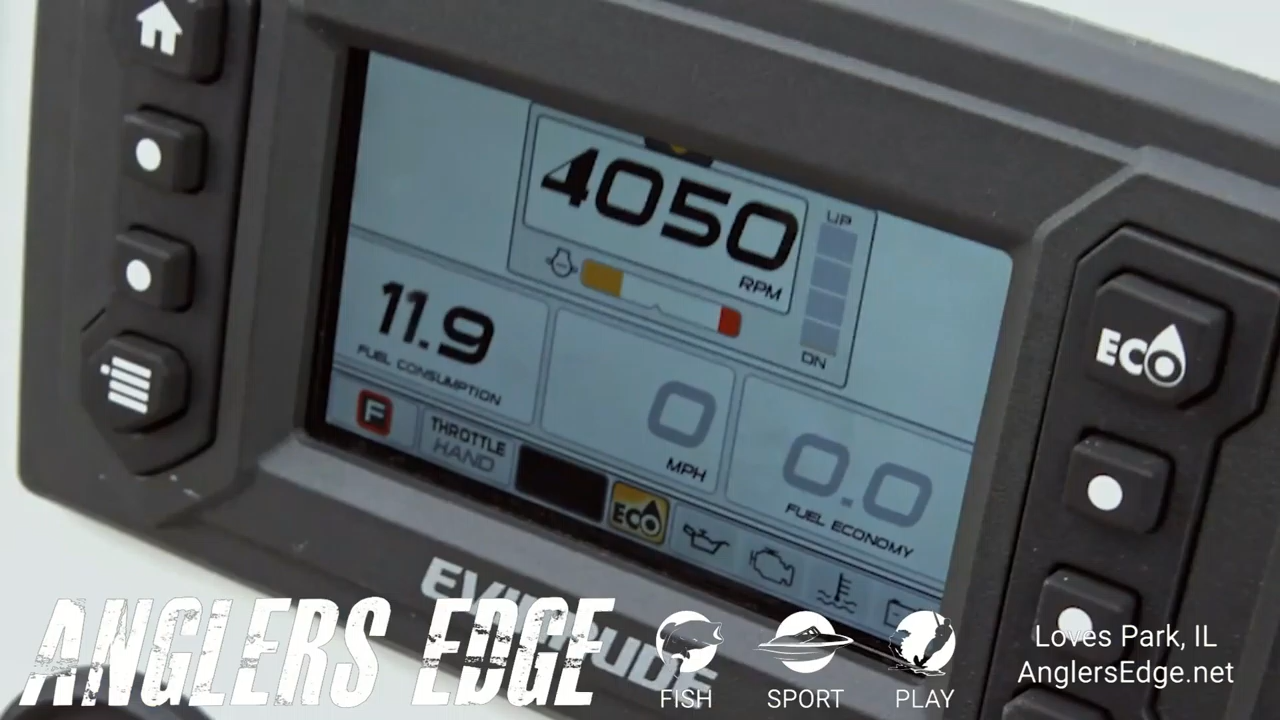 4050
RPM
UP
DN
11.9
FUEL CONSUMPTION
0
MPH
0.0
FUEL ECONOMY
F
THROTTLE
HAND
ECO
ECO
EVINRUDE
ANGLERS EDGE
FISH
SPORT
PLAY
Loves Park, IL
AnglersEdge.net